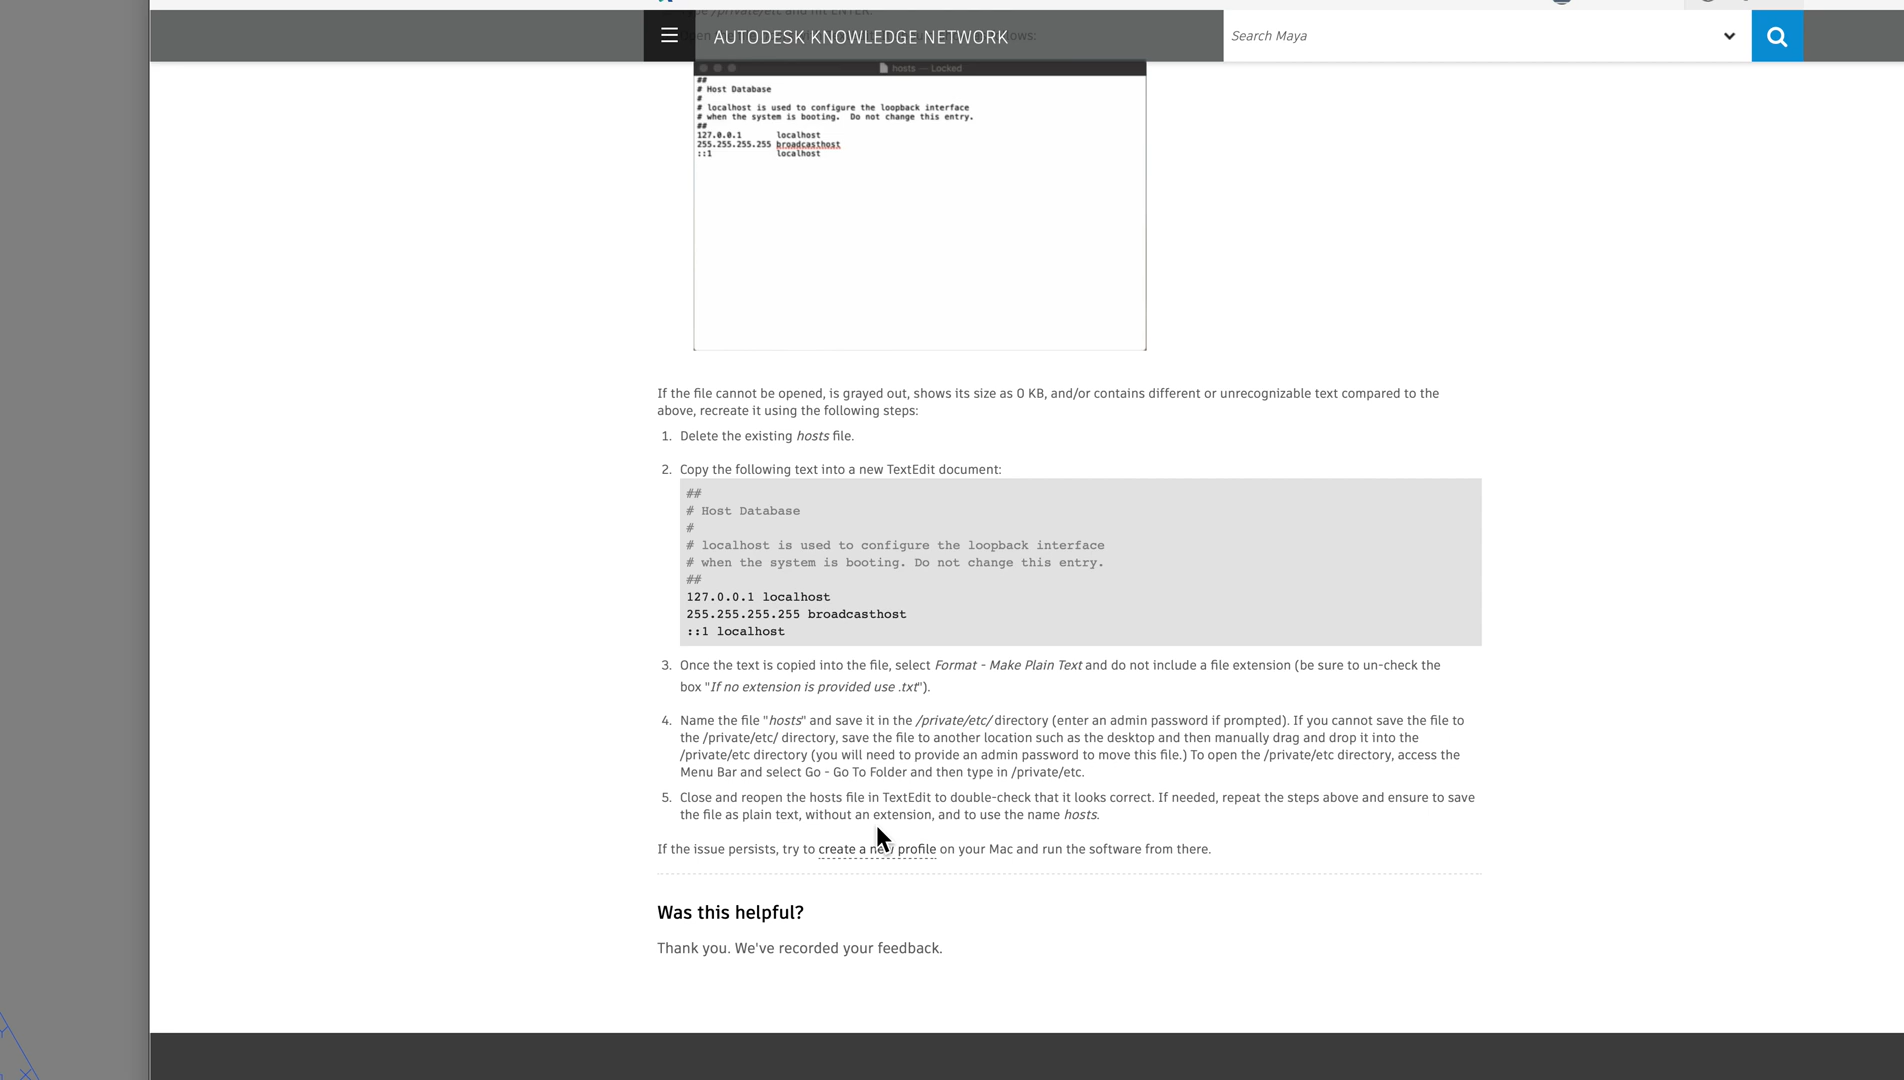 /private/etc and hit ENTER.
AUTODESK KNOWLEDGE NETWORK
Search Maya
hosts — Locked
##
# Host Database
#
# localhost is used to configure the loopback interface
# when the system is booting.  Do not change this entry.
##
127.0.0.1 localhost
255.255.255.255 broadcasthost
::1 localhost
If the file cannot be opened, is grayed out, shows its size as 0 KB, and/or contains different or unrecognizable text compared to the
above, recreate it using the following steps:
1. Delete the existing hosts file.
2. Copy the following text into a new TextEdit document:
##
# Host Database
#
# localhost is used to configure the loopback interface
# when the system is booting. Do not change this entry.
##
127.0.0.1 localhost
255.255.255.255 broadcasthost
::1 localhost
3. Once the text is copied into the file, select Format - Make Plain Text and do not include a file extension (be sure to un-check the
box "If no extension is provided use .txt").
4. Name the file "hosts" and save it in the /private/etc/ directory (enter an admin password if prompted). If you cannot save the file to
the /private/etc/ directory, save the file to another location such as the desktop and then manually drag and drop it into the
/private/etc directory (you will need to provide an admin password to move this file.) To open the /private/etc directory, access the
Menu Bar and select Go - Go To Folder and then type in /private/etc.
5. Close and reopen the hosts file in TextEdit to double-check that it looks correct. If needed, repeat the steps above and ensure to save
the file as plain text, without an extension, and to use the name hosts.
If the issue persists, try to create a new profile on your Mac and run the software from there.
Was this helpful?
Thank you. We've recorded your feedback.